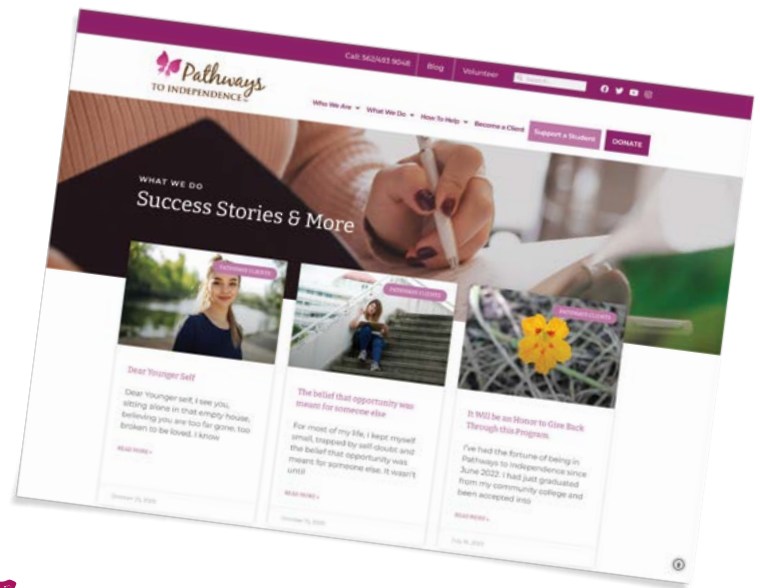 Call: 562/493 9048
Blog
Volunteer
Search...
Pathways
TO INDEPENDENCE
Who We Are
What We Do
How To Help
Become a Client
Support a Student
DONATE
WHAT WE DO
Success Stories & More
PATHWAYS CLIENTS
PATHWAYS CLIENTS
PATHWAYS CLIENTS
Dear Younger Self
Dear Younger self, I see you,
sitting alone in that empty house,
believing you are too far gone, too
broken to be loved. I know
READ MORE »
The belief that opportunity was
meant for someone else
For most of my life, I kept myself
small, trapped by self-doubt and
the belief that opportunity was
meant for someone else. It wasn't
until
READ MORE »
It Will be an Honor to Give Back
Through this Program
I've had the fortune of being in
Pathways to Independence since
June 2022. I had just graduated
from my community college and
been accepted into
READ MORE »